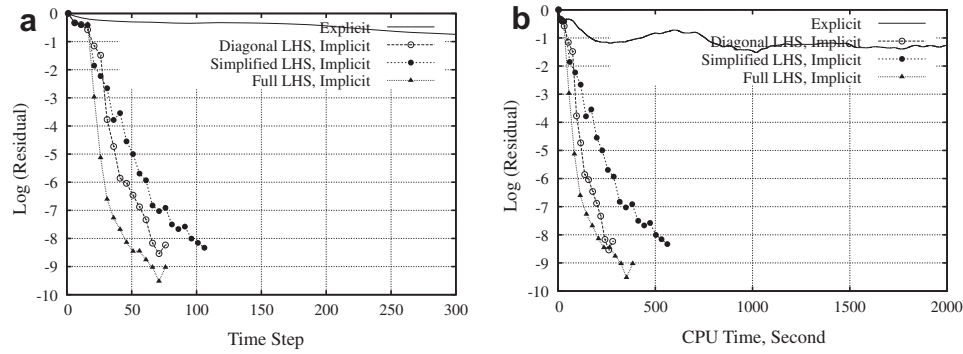 a
0
-1
-2
-3
-4
-5
-6
-7
-8
-9
-10
Log (Residual)
Explicit
Diagonal LHS, Implicit
Simplified LHS, Implicit
Full LHS, Implicit
0 50 100 150 200 250 300
Time Step
b
0
-1
-2
-3
-4
-5
-6
-7
-8
-9
-10
Log (Residual)
Explicit
Diagonal LHS, Implicit
Simplified LHS, Implicit
Full LHS, Implicit
0 500 1000 1500 2000
CPU Time, Second